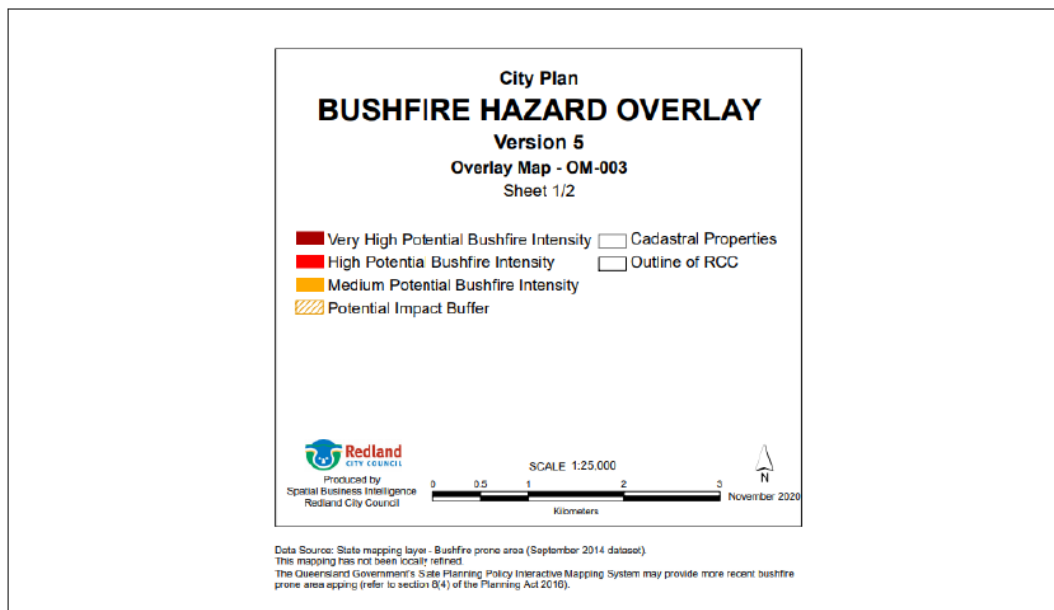 City Plan
BUSHFIRE HAZARD OVERLAY
Version 5
Overlay Map - OM-003
Sheet 1/2
Very High Potential Bushfire Intensity
High Potential Bushfire Intensity
Medium Potential Bushfire Intensity
Potential Impact Buffer
Cadastral Properties
Outline of RCC
Redland
CITY COUNCIL
Produced by
Spatial Business Intelligence
Redland City Council
SCALE 1:25,000
0 0.5 1 2 3
Kilometers
N
November 2020
Data Source: State mapping layer - Bushfire prone area (September 2014 dataset).
This mapping has not been locally refined.
The Queensland Government's State Planning Policy Interactive Mapping System may provide more recent bushfire
prone area apping (refer to section 8(4) of the Planning Act 2016).